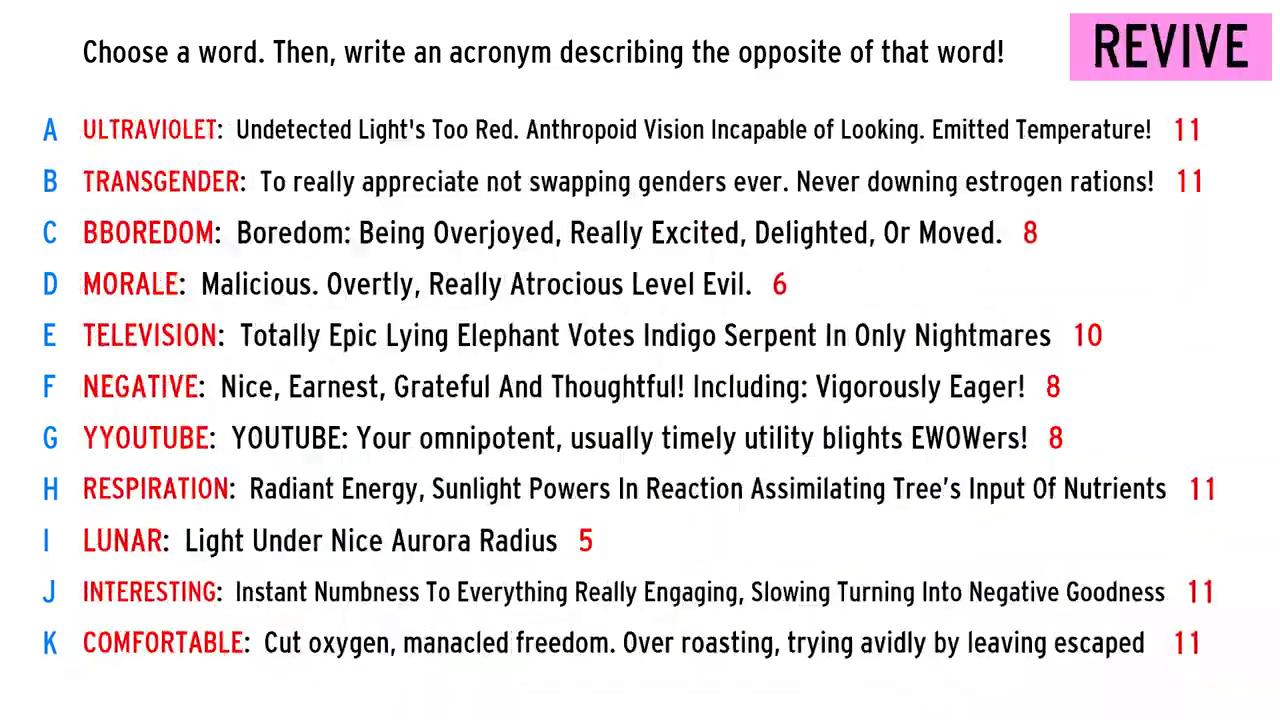 Choose a word. Then, write an acronym describing the opposite of that word!
REVIVE
A ULTRAVIOLET: Undetected Light's Too Red. Anthropoid Vision Incapable of Looking. Emitted Temperature! 11
B TRANSGENDER: To really appreciate not swapping genders ever. Never downing estrogen rations! 11
C BBOREDOM: Boredom: Being Overjoyed, Really Excited, Delighted, Or Moved. 8
D MORALE: Malicious. Overtly, Really Atrocious Level Evil. 6
E TELEVISION: Totally Epic Lying Elephant Votes Indigo Serpent In Only Nightmares 10
F NEGATIVE: Nice, Earnest, Grateful And Thoughtful! Including: Vigorously Eager! 8
G YYOUTUBE: YOUTUBE: Your omnipotent, usually timely utility blights EWOWers! 8
H RESPIRATION: Radiant Energy, Sunlight Powers In Reaction Assimilating Tree’s Input Of Nutrients 11
I LUNAR: Light Under Nice Aurora Radius 5
J INTERESTING: Instant Numbness To Everything Really Engaging, Slowing Turning Into Negative Goodness 11
K COMFORTABLE: Cut oxygen, manacled freedom. Over roasting, trying avidly by leaving escaped 11